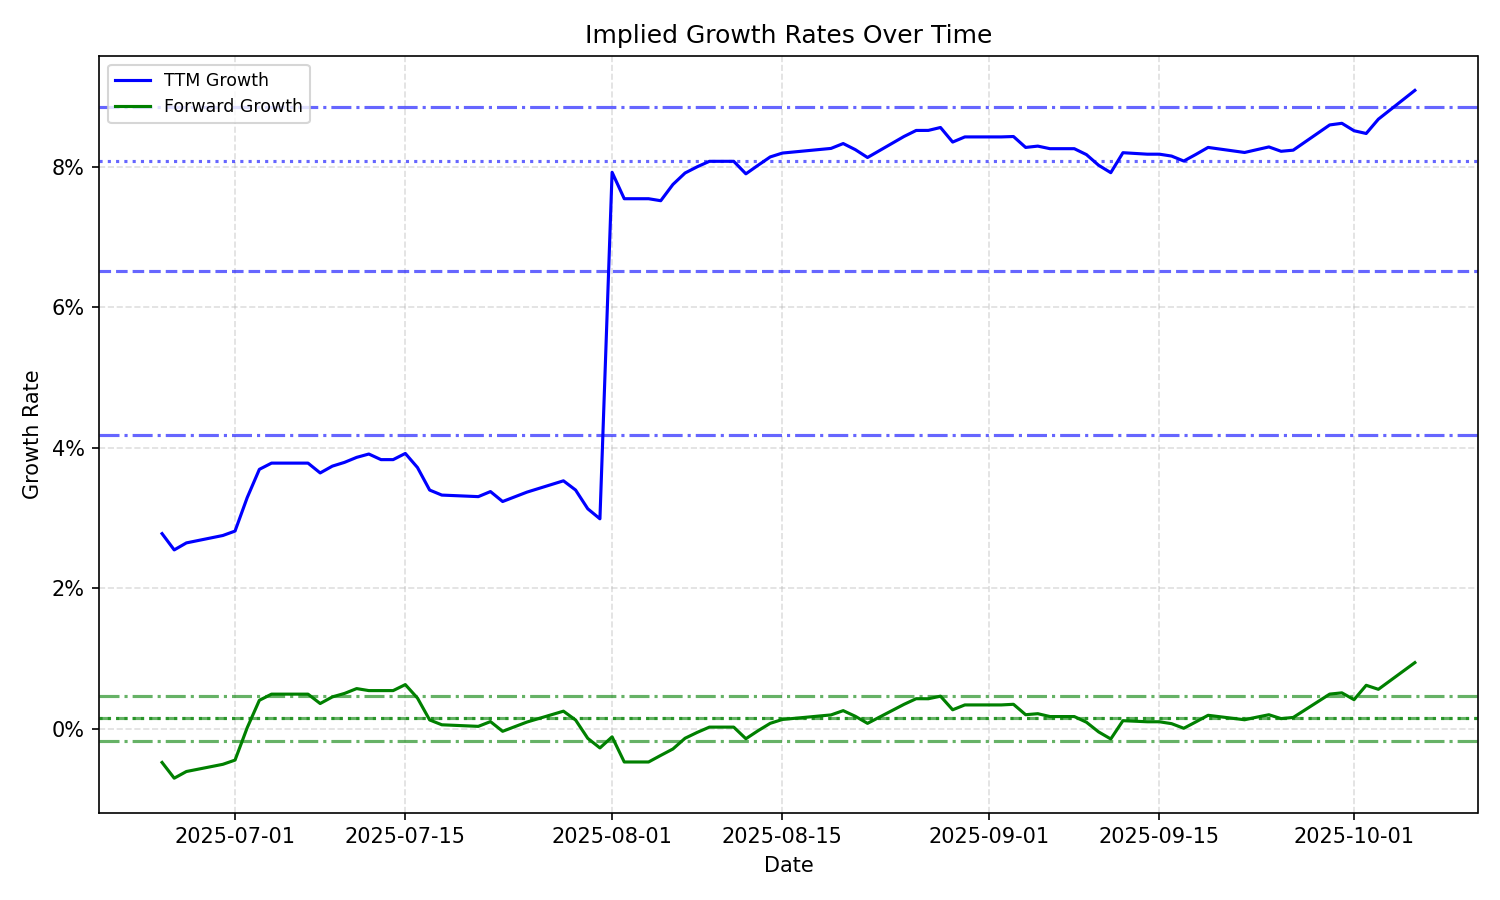 Implied Growth Rates Over Time
TTM Growth
Forward Growth
8%
6%
4%
2%
0%
Growth Rate
2025-07-01 2025-07-15 2025-08-01 2025-08-15 2025-09-01 2025-09-15 2025-10-01
Date